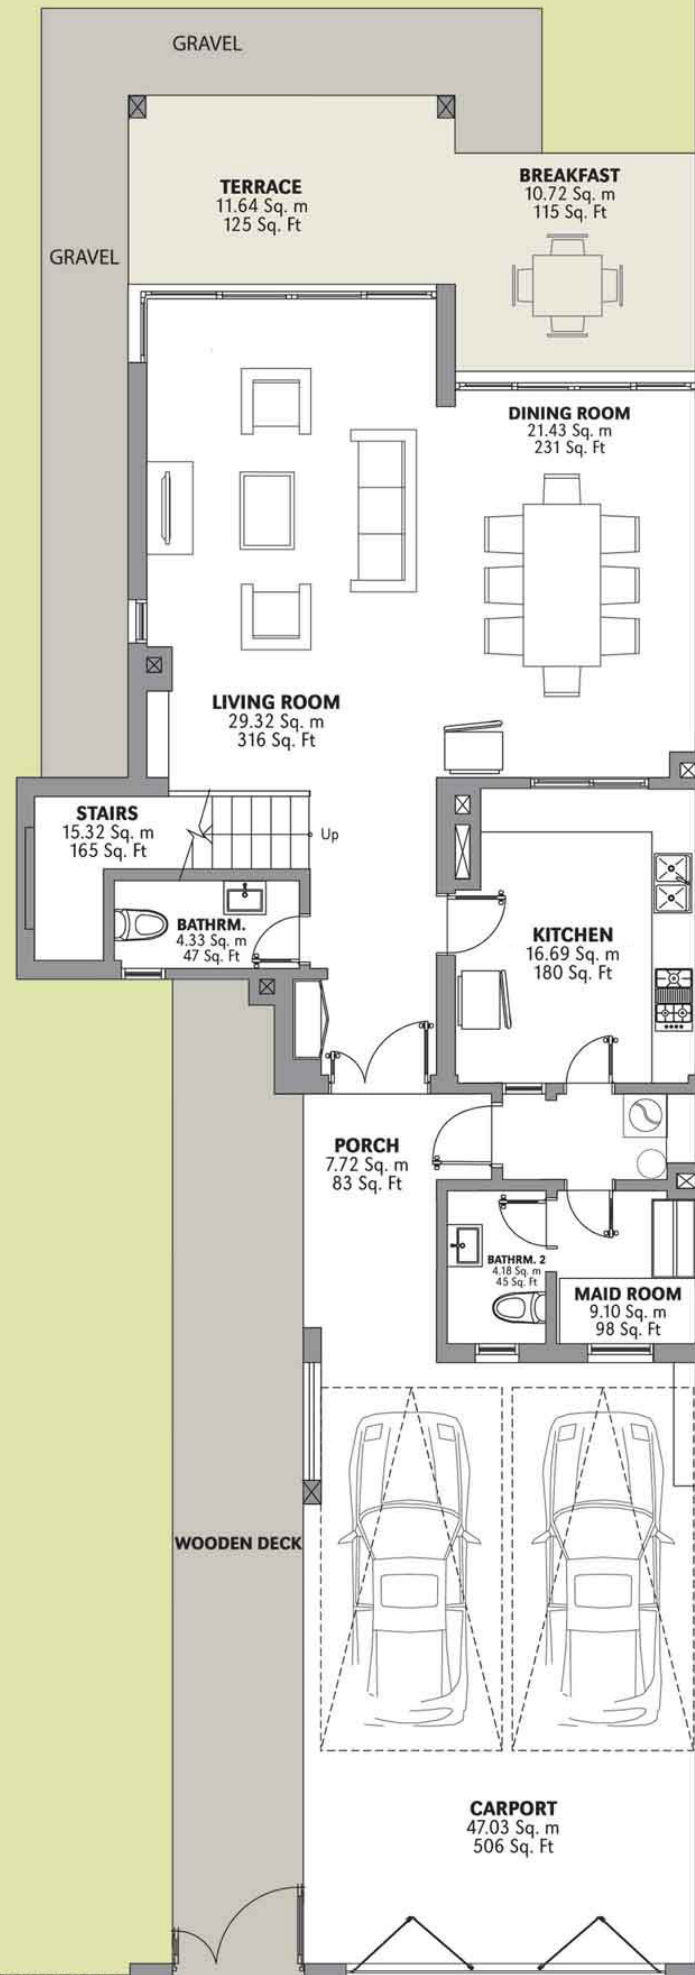 GRAVEL
TERRACE
11.64 Sq. m
125 Sq. Ft
BREAKFAST
10.72 Sq. m
115 Sq. Ft
GRAVEL
DINING ROOM
21.43 Sq. m
231 Sq. Ft
LIVING ROOM
29.32 Sq. m
316 Sq. Ft
STAIRS
15.32 Sq. m
165 Sq. Ft
Up
BATHRM.
4.33 Sq. m
47 Sq. Ft
KITCHEN
16.69 Sq. m
180 Sq. Ft
PORCH
7.72 Sq. m
83 Sq. Ft
BATHRM. 2
4.18 Sq. m
45 Sq. Ft
MAID ROOM
9.10 Sq. m
98 Sq. Ft
WOODEN DECK
CARPORT
47.03 Sq. m
506 Sq. Ft